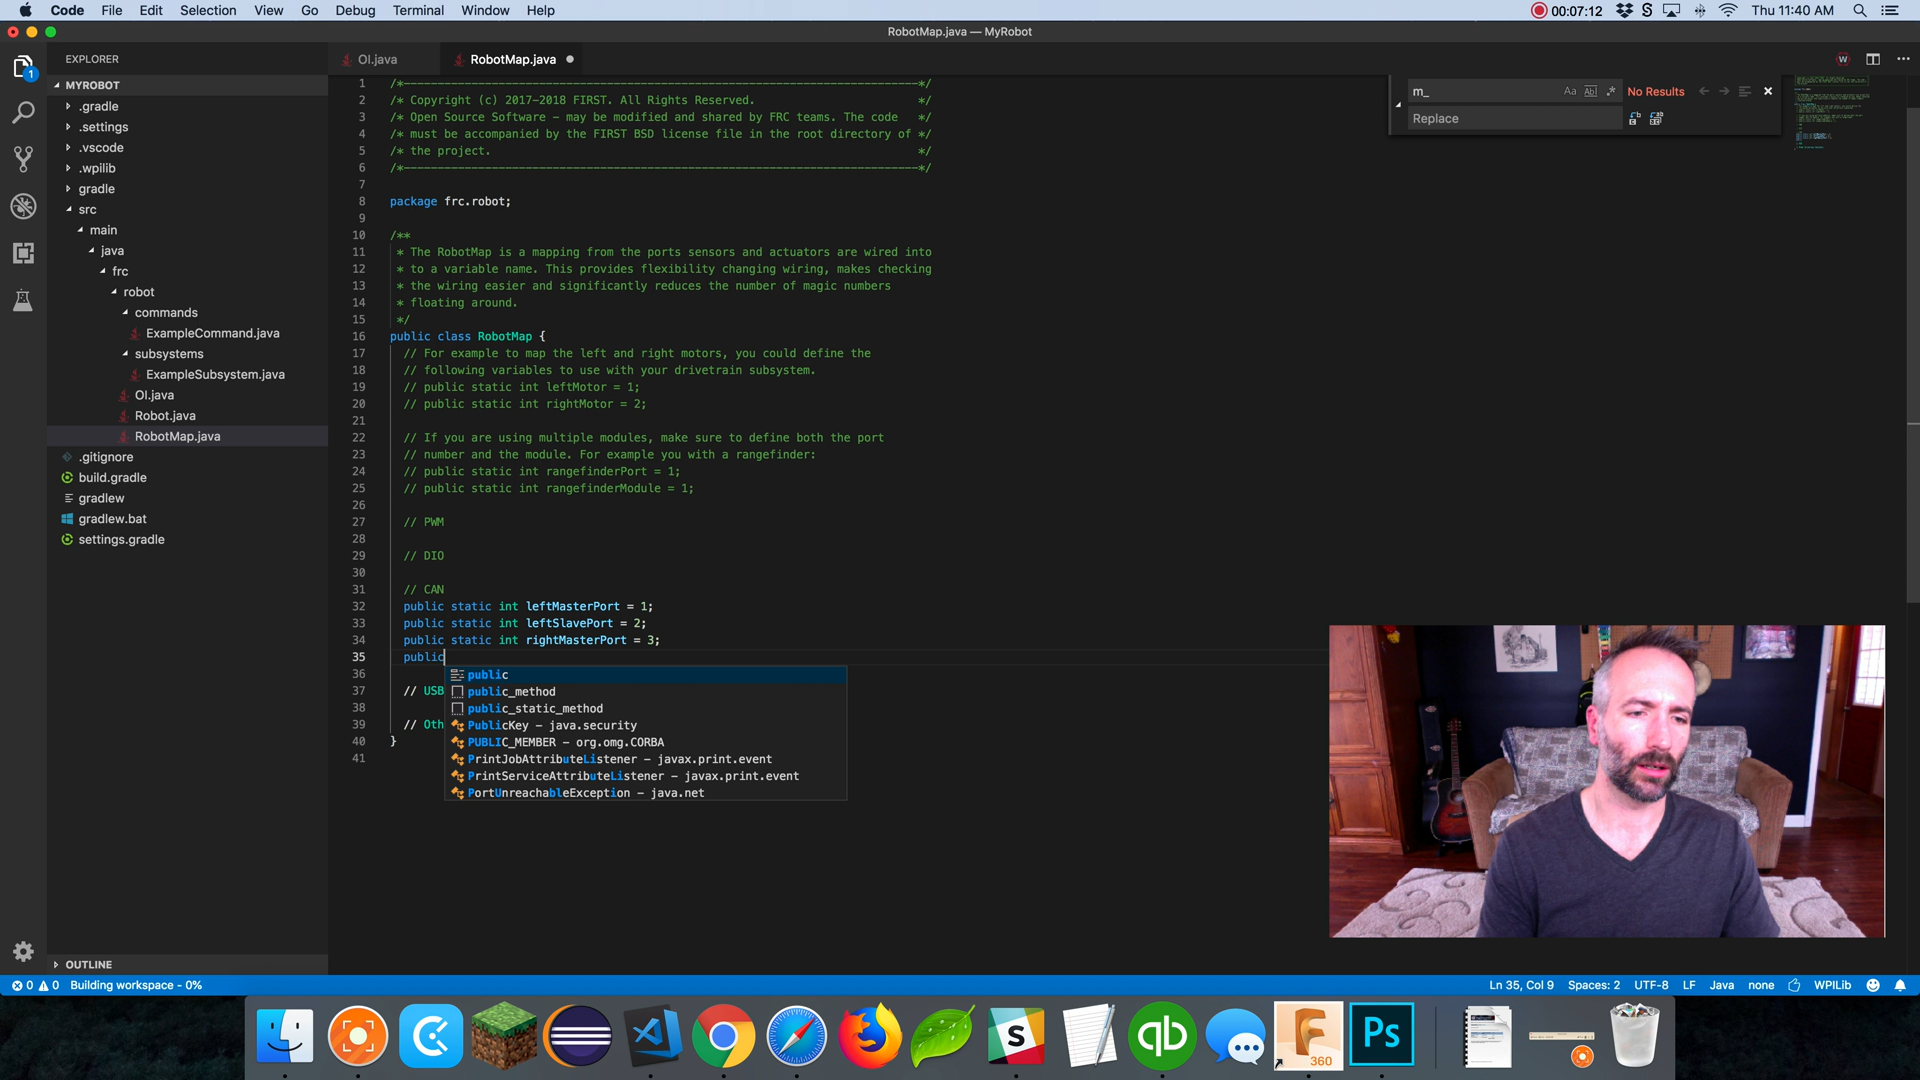 Code File Edit Selection View Go Debug Terminal Window Help
00:07:12 Thu 11:40 AM
RobotMap.java — MyRobot
EXPLORER
OI.java
RobotMap.java
MYROBOT
.gradle
.settings
.vscode
.wpilib
gradle
src
main
java
frc
robot
commands
ExampleCommand.java
subsystems
ExampleSubsystem.java
OI.java
Robot.java
RobotMap.java
.gitignore
build.gradle
gradlew
gradlew.bat
settings.gradle
OUTLINE
m_
Aa Abl .* No Results
Replace
1 /*----------------------------------------------------------------------------*/
2 /* Copyright (c) 2017-2018 FIRST. All Rights Reserved. */
3 /* Open Source Software - may be modified and shared by FRC teams. The code */
4 /* must be accompanied by the FIRST BSD license file in the root directory of */
5 /* the project. */
6 /*----------------------------------------------------------------------------*/
7
8 package frc.robot;
9
10 /**
11 * The RobotMap is a mapping from the ports sensors and actuators are wired into
12 * to a variable name. This provides flexibility changing wiring, makes checking
13 * the wiring easier and significantly reduces the number of magic numbers
14 * floating around.
15 */
16 public class RobotMap {
17 // For example to map the left and right motors, you could define the
18 // following variables to use with your drivetrain subsystem.
19 // public static int leftMotor = 1;
20 // public static int rightMotor = 2;
21
22 // If you are using multiple modules, make sure to define both the port
23 // number and the module. For example you with a rangefinder:
24 // public static int rangefinderPort = 1;
25 // public static int rangefinderModule = 1;
26
27 // PWM
28
29 // DIO
30
31 // CAN
32 public static int leftMasterPort = 1;
33 public static int leftSlavePort = 2;
34 public static int rightMasterPort = 3;
35 public
36
37 // USB
38
39 // Oth
40 }
41
public
public_method
public_static_method
PublicKey - java.security
PUBLIC_MEMBER - org.omg.CORBA
PrintJobAttributeListener - javax.print.event
PrintServiceAttributeListener - javax.print.event
PortUnreachableException - java.net
0 0 Building workspace - 0%
Ln 35, Col 9 Spaces: 2 UTF-8 LF Java none WPILib
S
qb
360
Ps